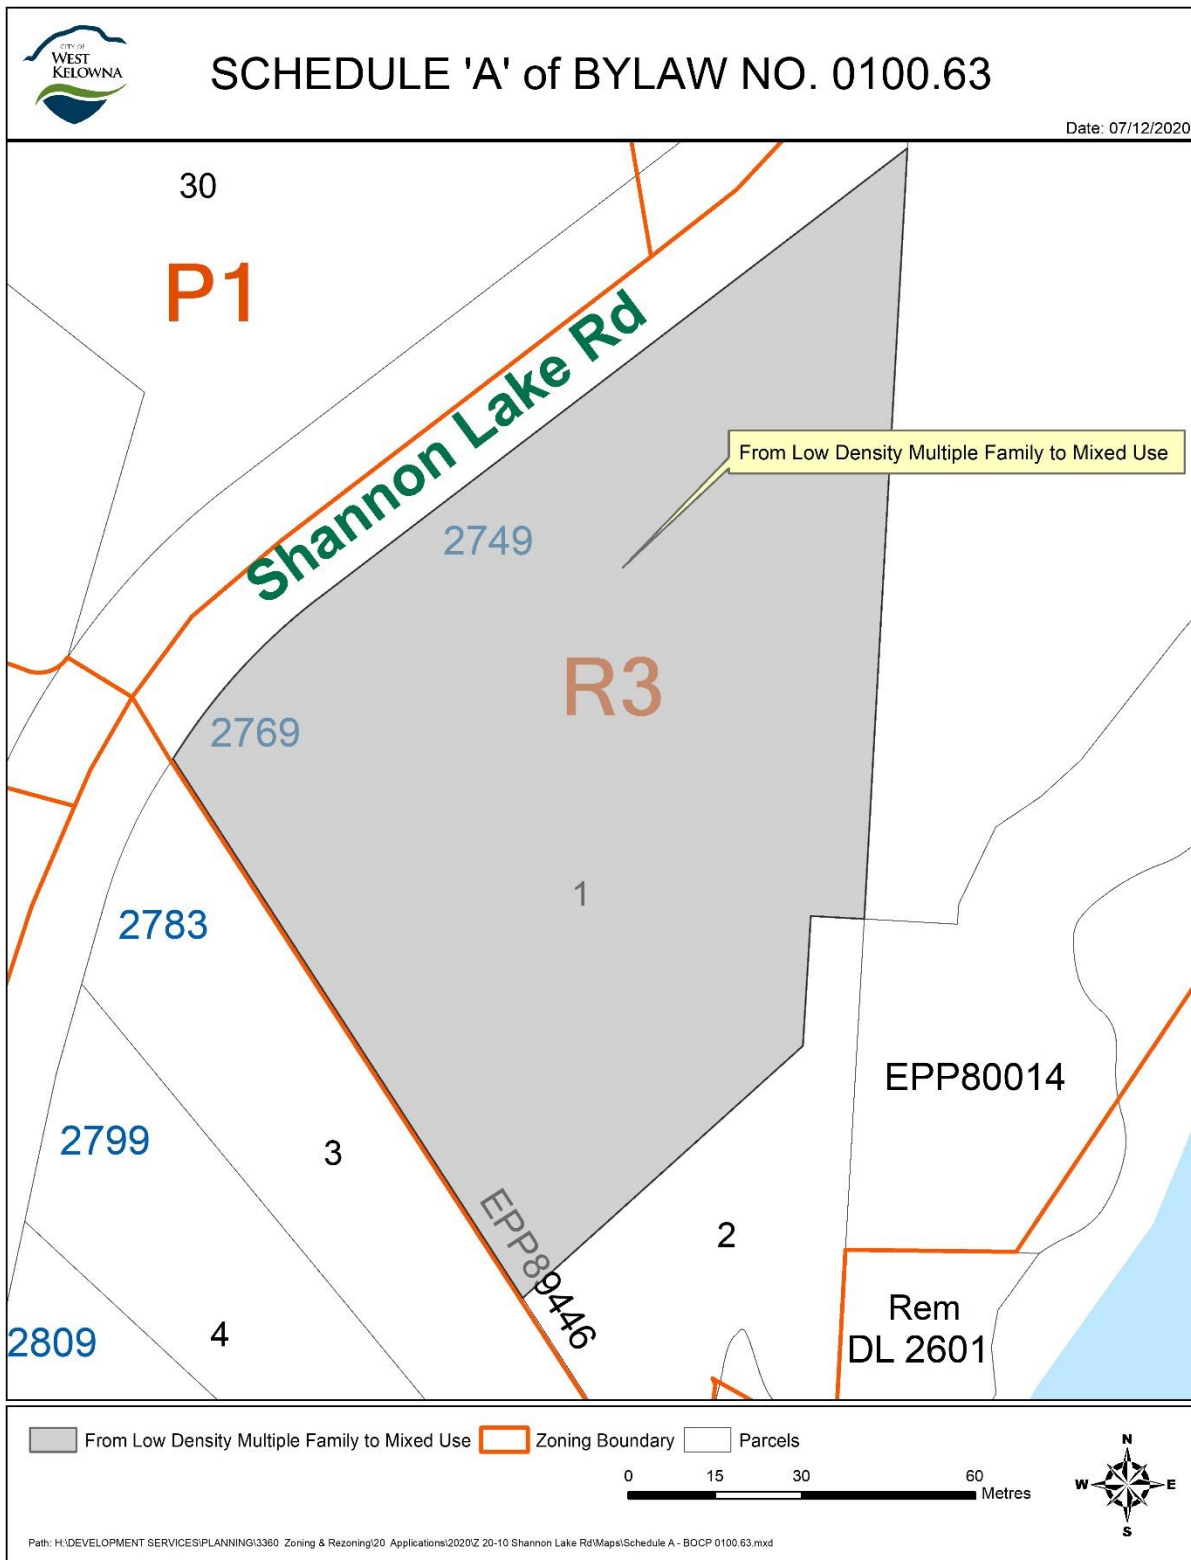 CITY OF
WEST
KELOWNA
SCHEDULE 'A' of BYLAW NO. 0100.63
Date: 07/12/2020
30
P1
Shannon Lake Rd
From Low Density Multiple Family to Mixed Use
2749
R3
2769
1
2783
EPP80014
2799
3
EPP89446
2
Rem
DL 2601
2809
4
From Low Density Multiple Family to Mixed Use Zoning Boundary Parcels
N
W E
S
0 15 30 60
Metres
Path: H:\DEVELOPMENT SERVICES\PLANNING\3360 Zoning & Rezoning\20 Applications\2020\Z 20-10 Shannon Lake Rd\Maps\Schedule A - BOCP 0100.63.mxd